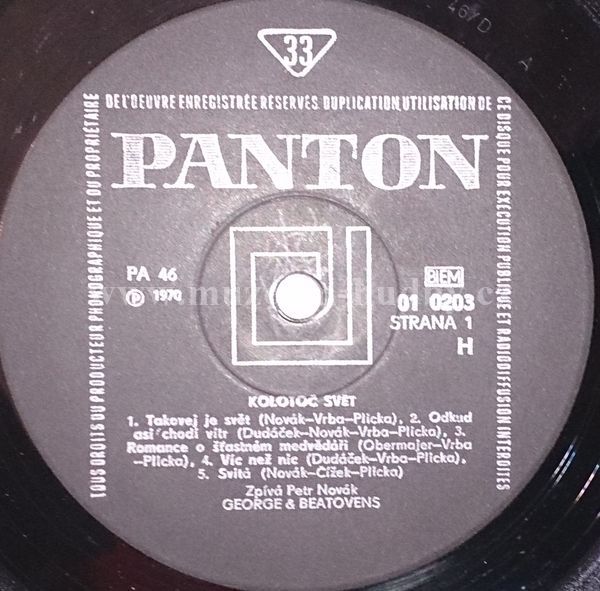 467D
33
DE L'OEUVRE ENREGISTRÉE RÉSERVÉS. DUPLICATION, UTILISATION DE
CE DISQUE POUR EXÉCUTION PUBLIQUE ET RADIODIFFUSION INTERDITES
TOUS DROITS DU PRODUCTEUR PHONOGRAPHIQUE ET DU PROPRIÉTAIRE
PANTON
PA 46
Ⓟ 1970
BIEM
01 0203
STRANA 1
H
KOLOTOČ SVĚT
1. Takovej je svět (Novák–Vrba–Plicka), 2. Odkud
asi chodí vítr (Dudáček–Novák–Vrba–Plicka), 3.
Romance o šťastném medvědáři (Obermajer–Vrba
–Plicka), 4. Víc než nic (Dudáček–Vrba–Plicka),
5. Svítá (Novák–Čížek–Plicka)
Zpívá Petr Novák
GEORGE & BEATOVENS